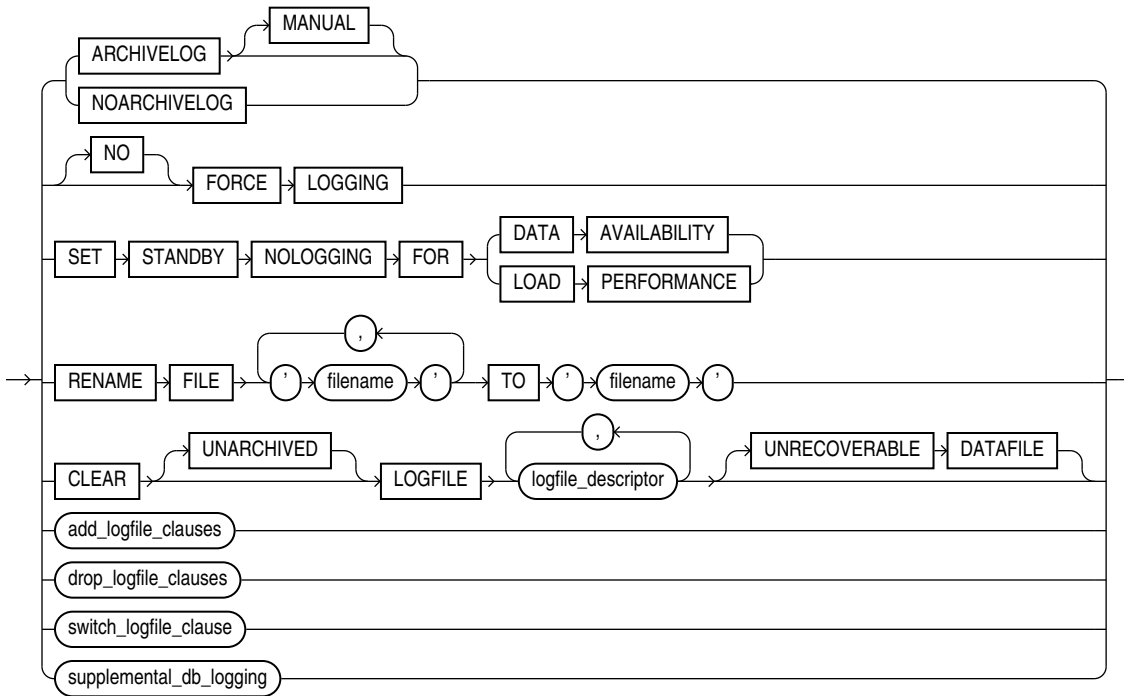 MANUAL
ARCHIVELOG
NOARCHIVELOG
NO
FORCE LOGGING
DATA AVAILABILITY
SET STANDBY NOLOGGING FOR
LOAD PERFORMANCE
,
RENAME FILE ' filename ' TO ' filename '
,
UNARCHIVED UNRECOVERABLE DATAFILE
CLEAR LOGFILE logfile_descriptor
add_logfile_clauses
drop_logfile_clauses
switch_logfile_clause
supplemental_db_logging